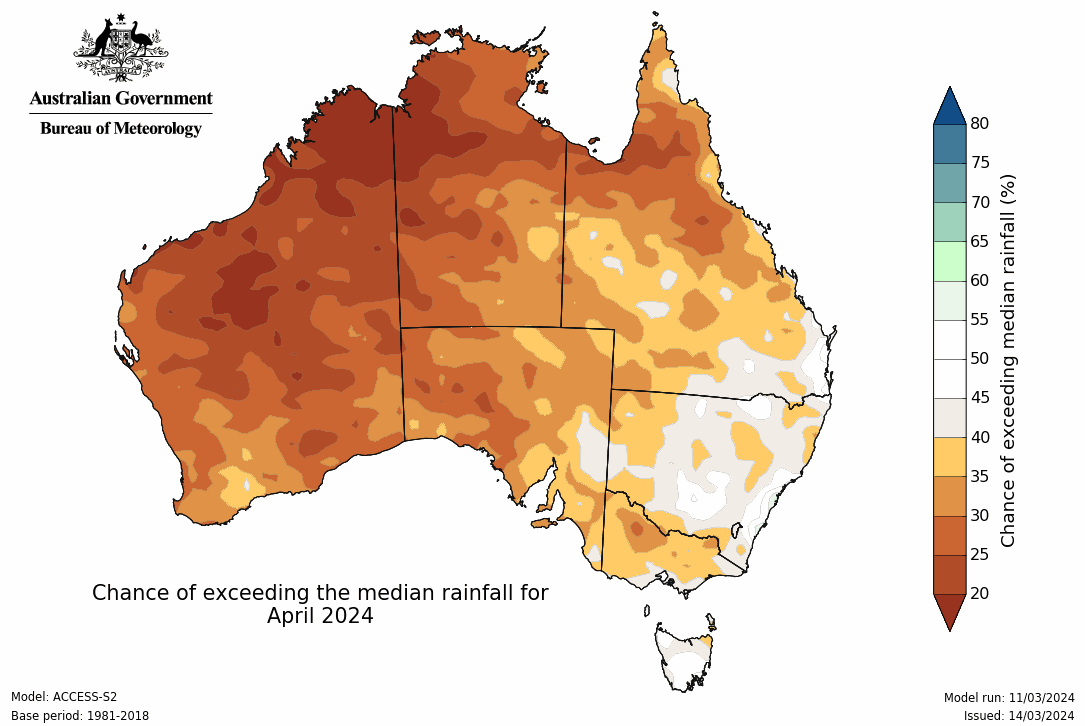 AUSTRALIA
Australian Government
Bureau of Meteorology
80
75
70
65
60
55
50
45
40
35
30
25
20
Chance of exceeding median rainfall (%)
Chance of exceeding the median rainfall for
April 2024
Model: ACCESS-S2
Base period: 1981-2018
Model run: 11/03/2024
Issued: 14/03/2024